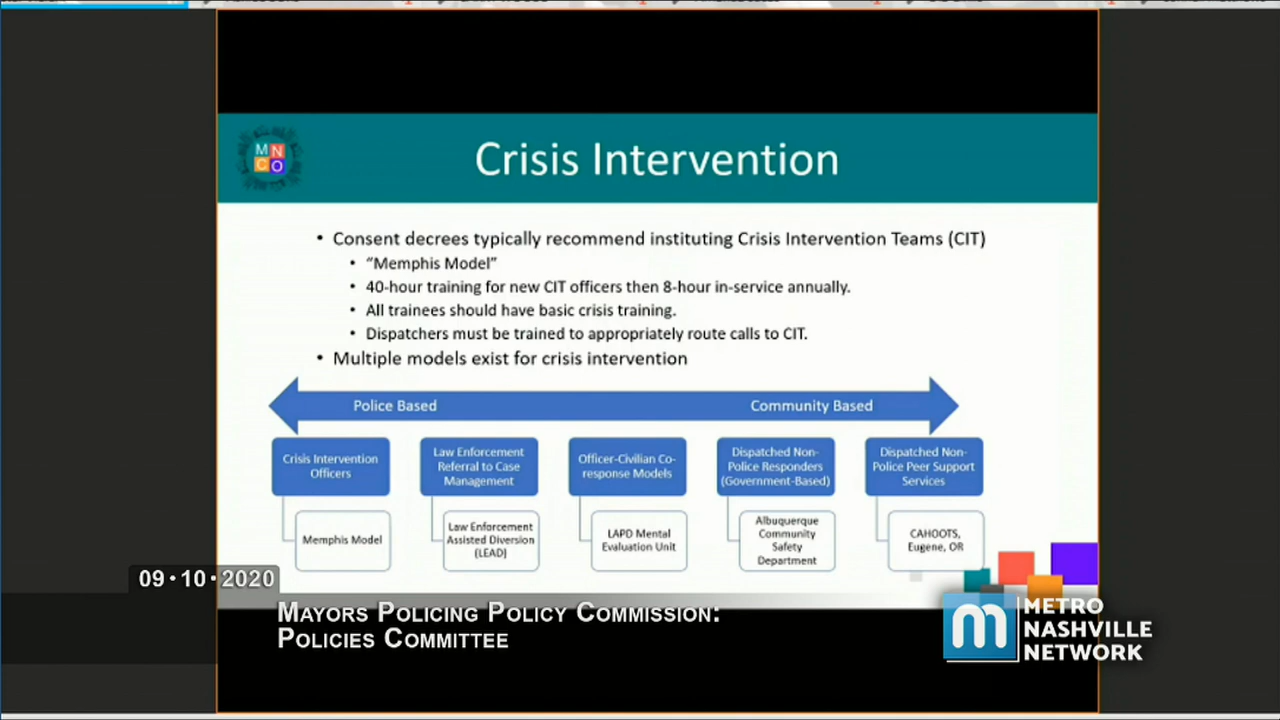 MN
CO
Crisis Intervention
• Consent decrees typically recommend instituting Crisis Intervention Teams (CIT)
• “Memphis Model”
• 40-hour training for new CIT officers then 8-hour in-service annually.
• All trainees should have basic crisis training.
• Dispatchers must be trained to appropriately route calls to CIT.
• Multiple models exist for crisis intervention
Police Based
Community Based
Crisis Intervention
Officers
Law Enforcement
Referral to Case
Management
Officer-Civilian Co-
response Models
Dispatched Non-
Police Responders
(Government-Based)
Dispatched Non-
Police Peer Support
Services
Memphis Model
Law Enforcement
Assisted Diversion
(LEAD)
LAPD Mental
Evaluation Unit
Albuquerque
Community
Safety
Department
CAHOOTS,
Eugene, OR
09·10·2020
MAYORS POLICING POLICY COMMISSION:
POLICIES COMMITTEE
m
METRO
NASHVILLE
NETWORK